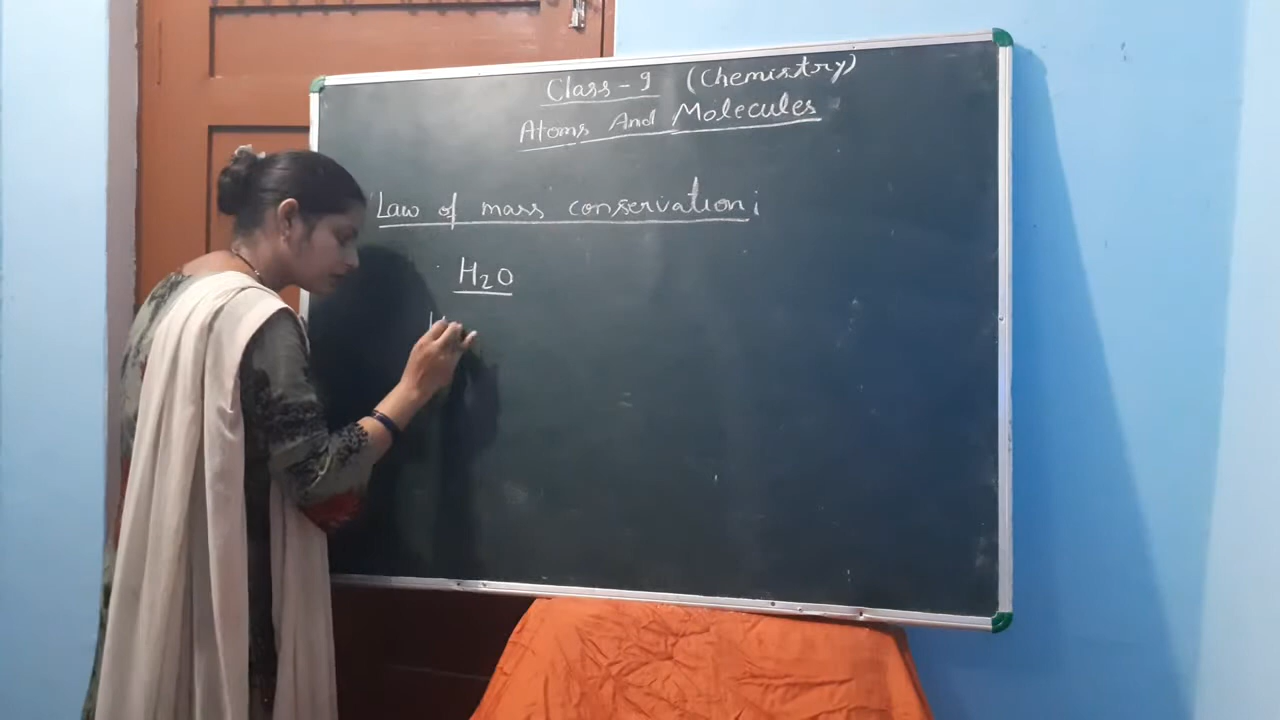 Class - 9 (Chemistry)
Atoms And Molecules
Law of mass conservation;
H₂O